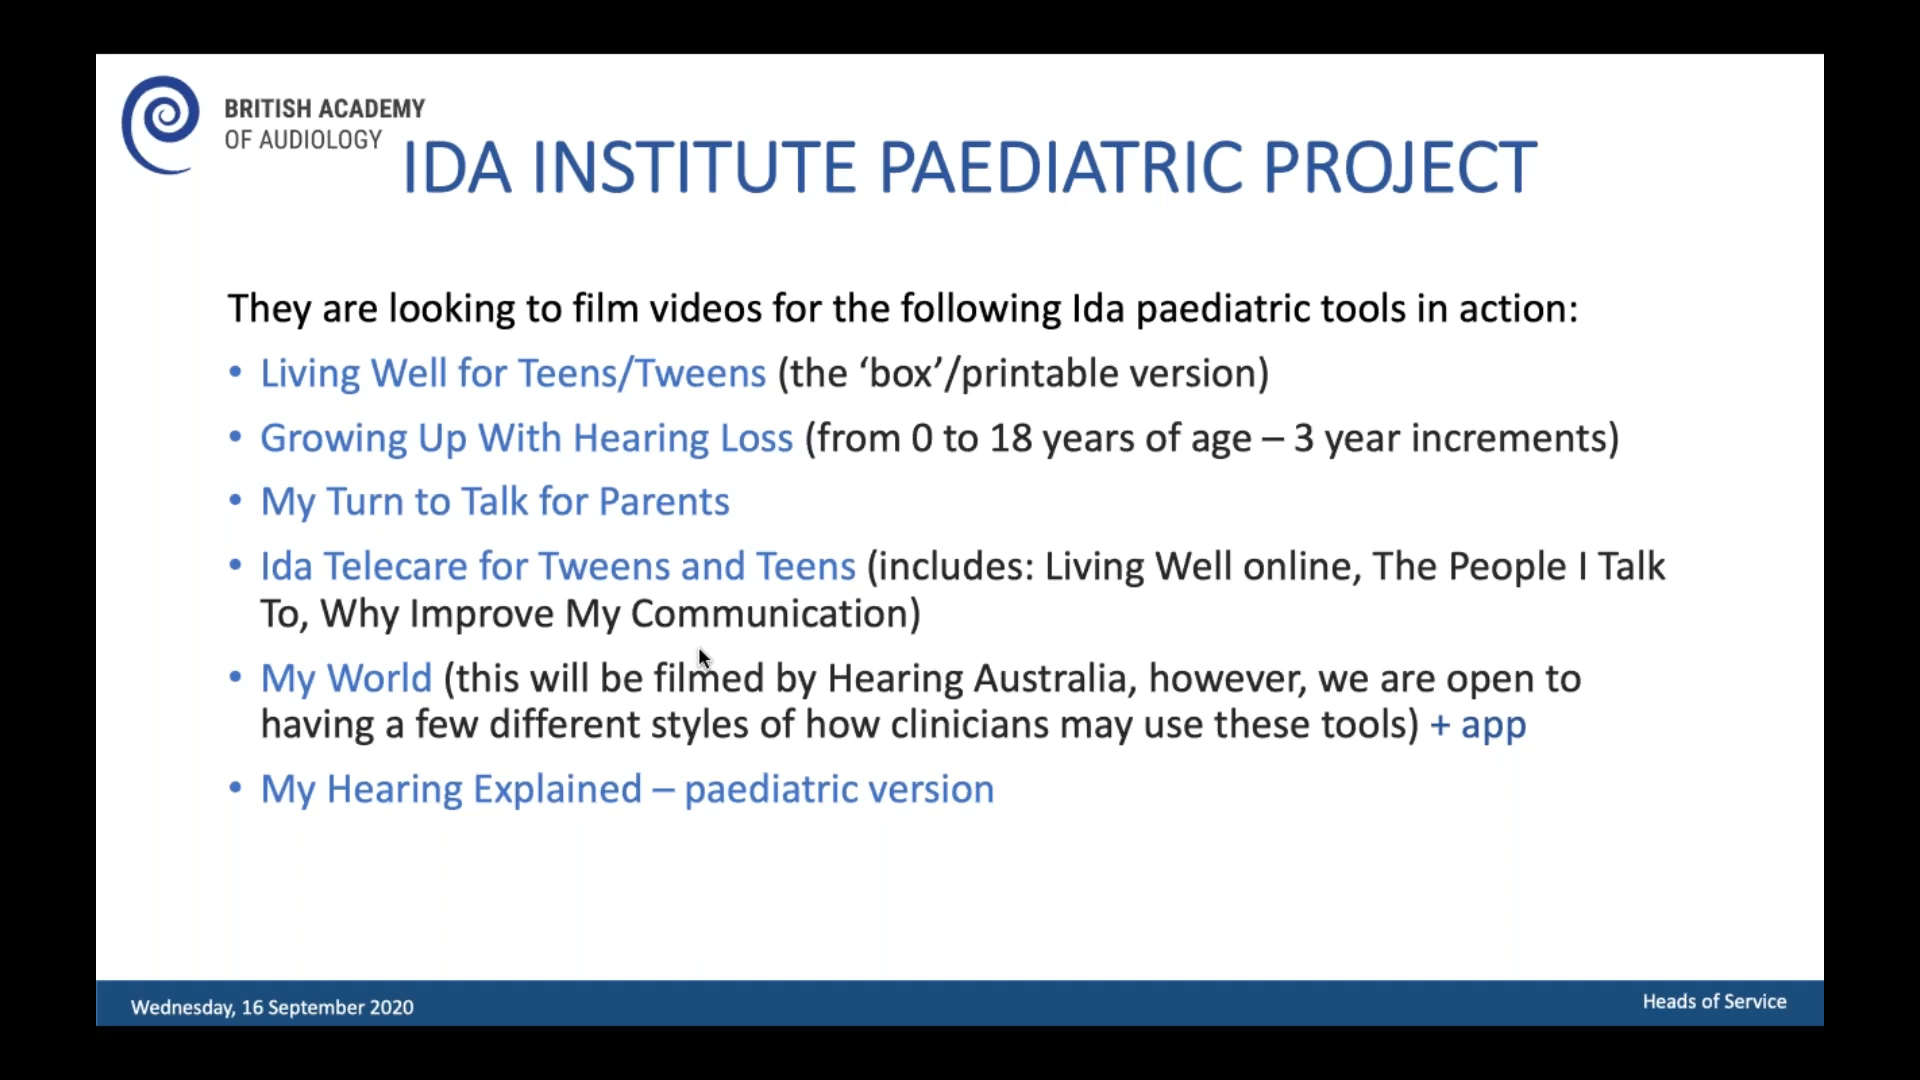 BRITISH ACADEMY
OF AUDIOLOGY
IDA INSTITUTE PAEDIATRIC PROJECT
They are looking to film videos for the following Ida paediatric tools in action:
• Living Well for Teens/Tweens (the ‘box’/printable version)
• Growing Up With Hearing Loss (from 0 to 18 years of age – 3 year increments)
• My Turn to Talk for Parents
• Ida Telecare for Tweens and Teens (includes: Living Well online, The People I Talk
To, Why Improve My Communication)
• My World (this will be filmed by Hearing Australia, however, we are open to
having a few different styles of how clinicians may use these tools) + app
• My Hearing Explained – paediatric version
Wednesday, 16 September 2020
Heads of Service